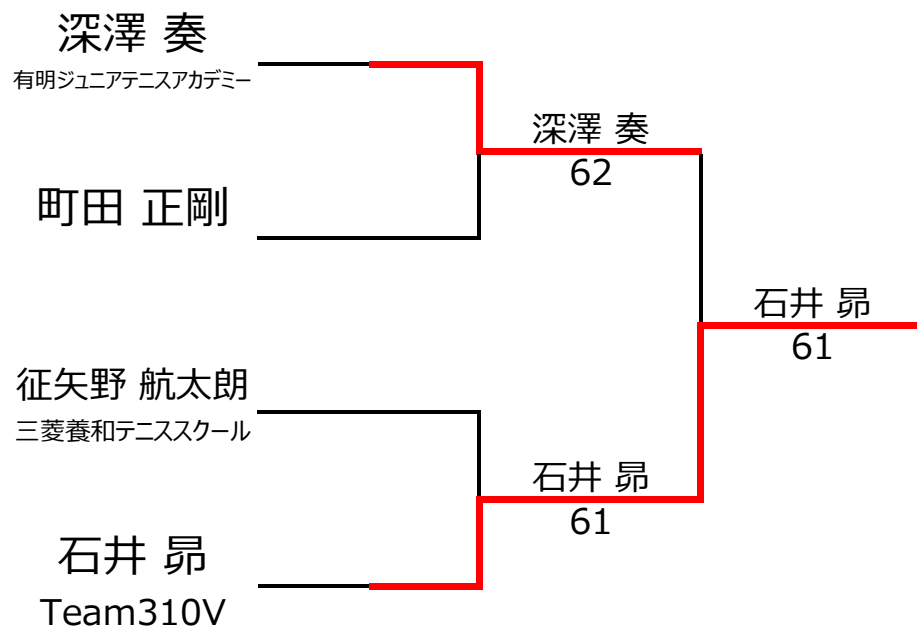 深澤 奏
有明ジュニアテニスアカデミー
深澤 奏
62
町田 正剛
石井 昴
61
征矢野 航太朗
三菱養和テニススクール
石井 昴
61
石井 昴
Team310V